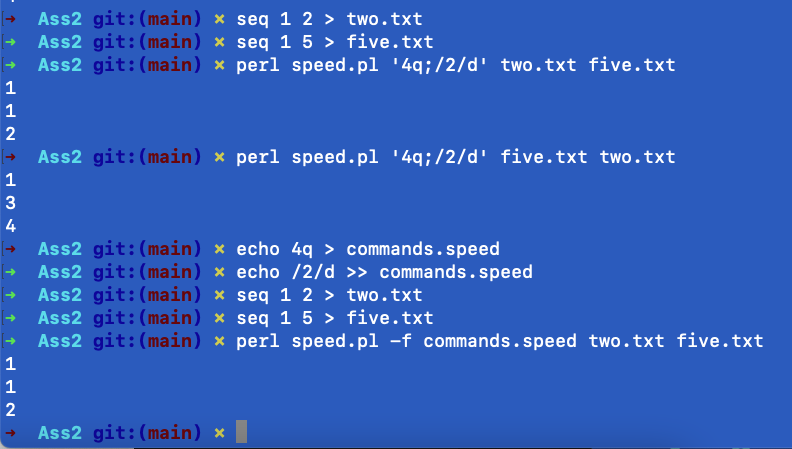 → Ass2 git:(main) × seq 1 2 > two.txt
→ Ass2 git:(main) × seq 1 5 > five.txt
→ Ass2 git:(main) × perl speed.pl '4q;/2/d' two.txt five.txt
1
1
2
→ Ass2 git:(main) × perl speed.pl '4q;/2/d' five.txt two.txt
1
3
4
→ Ass2 git:(main) × echo 4q > commands.speed
→ Ass2 git:(main) × echo /2/d >> commands.speed
→ Ass2 git:(main) × seq 1 2 > two.txt
→ Ass2 git:(main) × seq 1 5 > five.txt
→ Ass2 git:(main) × perl speed.pl -f commands.speed two.txt five.txt
1
1
2
→ Ass2 git:(main) ×